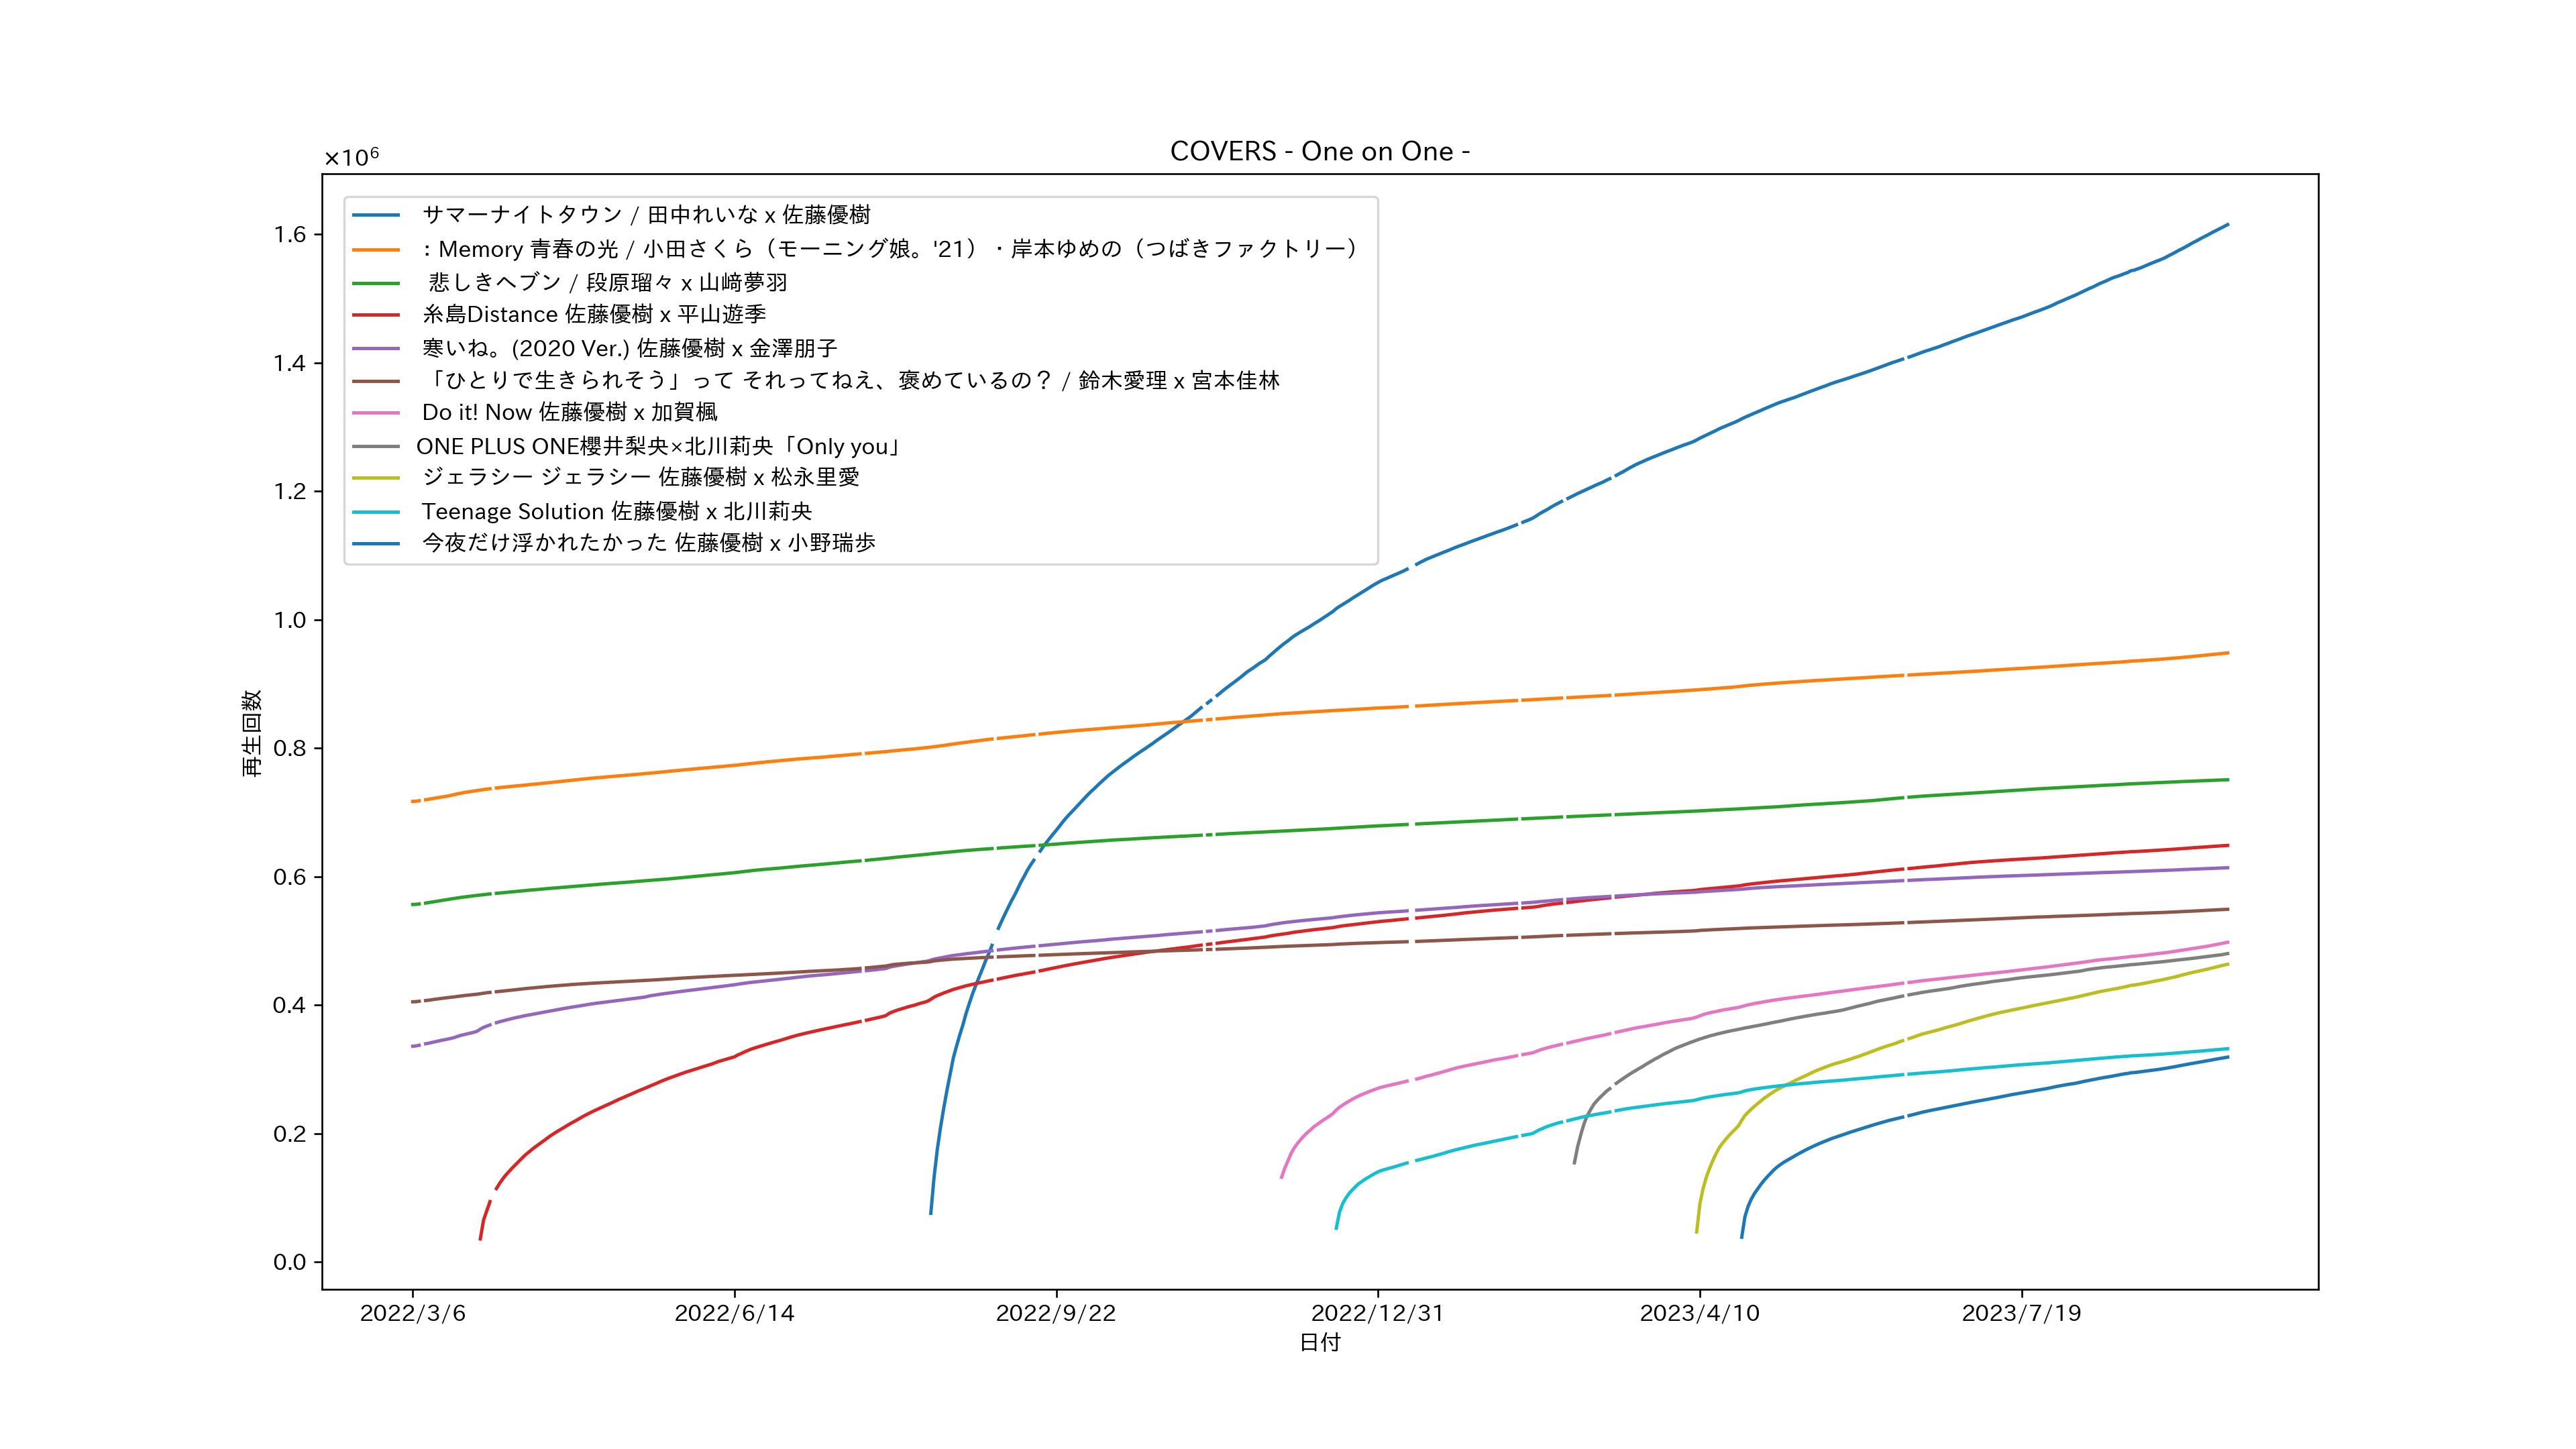 COVERS - One on One -
×10⁶
サマーナイトタウン / 田中れいな x 佐藤優樹
: Memory 青春の光 / 小田さくら（モーニング娘。'21）・岸本ゆめの（つばきファクトリー）
悲しきヘブン / 段原瑠々 x 山﨑夢羽
糸島Distance 佐藤優樹 x 平山遊季
寒いね。(2020 Ver.) 佐藤優樹 x 金澤朋子
「ひとりで生きられそう」って それってねえ、褒めているの？ / 鈴木愛理 x 宮本佳林
Do it! Now 佐藤優樹 x 加賀楓
ONE PLUS ONE櫻井梨央×北川莉央「Only you」
ジェラシー ジェラシー 佐藤優樹 x 松永里愛
Teenage Solution 佐藤優樹 x 北川莉央
今夜だけ浮かれたかった 佐藤優樹 x 小野瑞歩
1.6
1.4
1.2
1.0
0.8
0.6
0.4
0.2
0.0
再生回数
2022/3/6
2022/6/14
2022/9/22
2022/12/31
2023/4/10
2023/7/19
日付